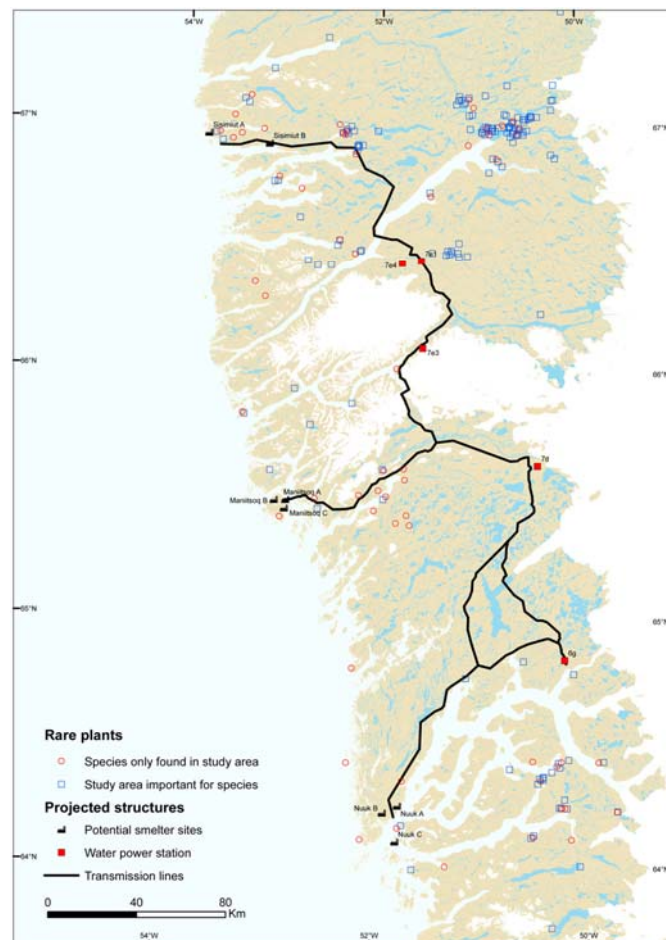 54°W
52°W
50°W
67°N
67°N
Sisimiut A
Sisimiut B
7e4
7e1
66°N
66°N
7e3
7d
Maniitsoq B
Maniitsoq A
Maniitsoq C
65°N
65°N
6g
Rare plants
Species only found in study area
Study area important for species
Projected structures
Potential smelter sites
Water power station
Transmission lines
Nuuk B
Nuuk A
Nuuk C
64°N
64°N
0
40
80
Km
54°W
52°W
50°W